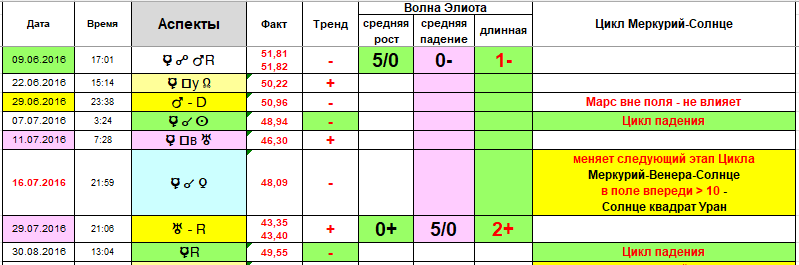 Дата Время Аспекты Факт Тренд Волна Элиота Цикл Меркурий-Солнце
средняя рост средняя падение длинная
09.06.2016 17:01 ☿ ☍ ♂R 51,81 51,82 - 5/0 0- 1-
22.06.2016 15:14 ☿ □у ☊ 50,22 +
29.06.2016 23:38 ♂ - D 50,96 - Марс вне поля - не влияет
07.07.2016 3:24 ☿ ☌ ☉ 48,94 - Цикл падения
11.07.2016 7:28 ☿ □в ♅ 46,30 +
16.07.2016 21:59 ☿ ☌ ♀ 48,09 - меняет следующий этап Цикла
Меркурий-Венера-Солнце
в поле впереди > 10 -
Солнце квадрат Уран
29.07.2016 21:06 ♅ - R 43,35 43,40 + 0+ 5/0 2+
30.08.2016 13:04 ☿R 49,55 - Цикл падения